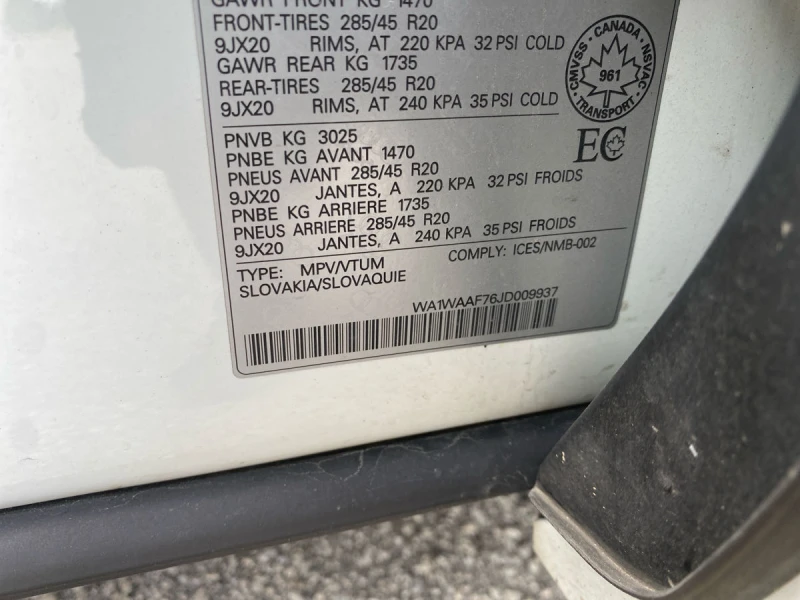 GAWR FRONT KG 1470
FRONT-TIRES 285/45 R20
9JX20 RIMS, AT 220 KPA 32 PSI COLD
GAWR REAR KG 1735
REAR-TIRES 285/45 R20
9JX20 RIMS, AT 240 KPA 35 PSI COLD
CANADA
CMVSS · NSVAC
961
TRANSPORT
PNVB KG 3025
PNBE KG AVANT 1470
PNEUS AVANT 285/45 R20
9JX20 JANTES, A 220 KPA 32 PSI FROIDS
PNBE KG ARRIERE 1735
PNEUS ARRIERE 285/45 R20
9JX20 JANTES, A 240 KPA 35 PSI FROIDS
EC
TYPE: MPV/VTUM COMPLY: ICES/NMB-002
SLOVAKIA/SLOVAQUIE
WA1WAAF76JD009937